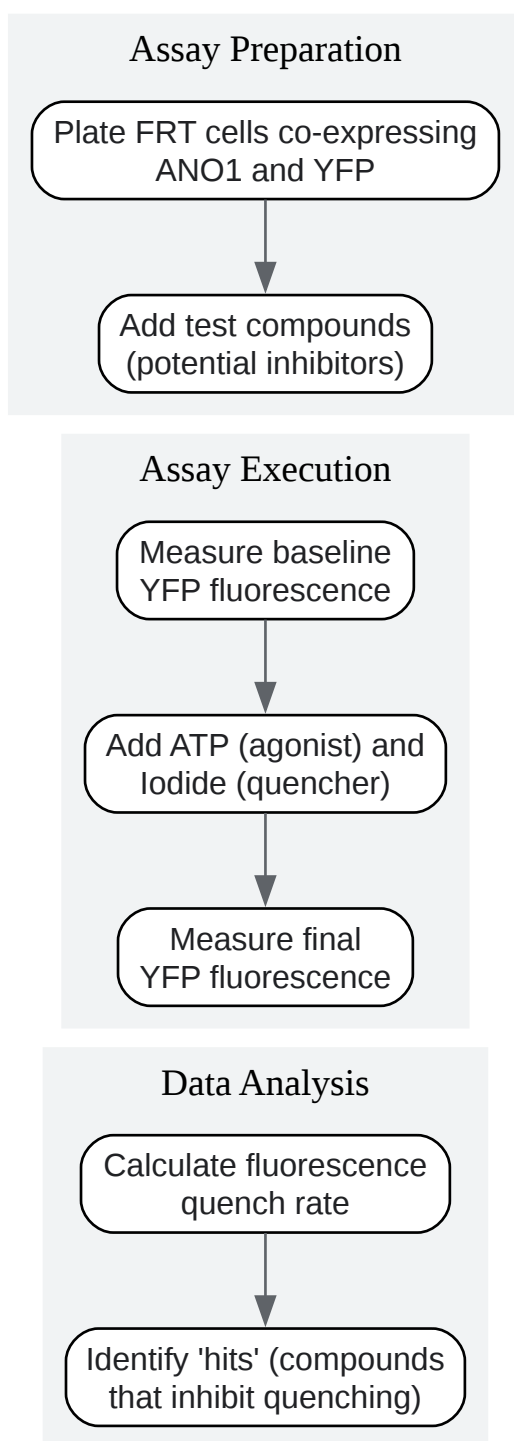 Assay Preparation
Plate FRT cells co-expressing
ANO1 and YFP
Add test compounds
(potential inhibitors)
Assay Execution
Measure baseline
YFP fluorescence
Add ATP (agonist) and
Iodide (quencher)
Measure final
YFP fluorescence
Data Analysis
Calculate fluorescence
quench rate
Identify 'hits' (compounds
that inhibit quenching)